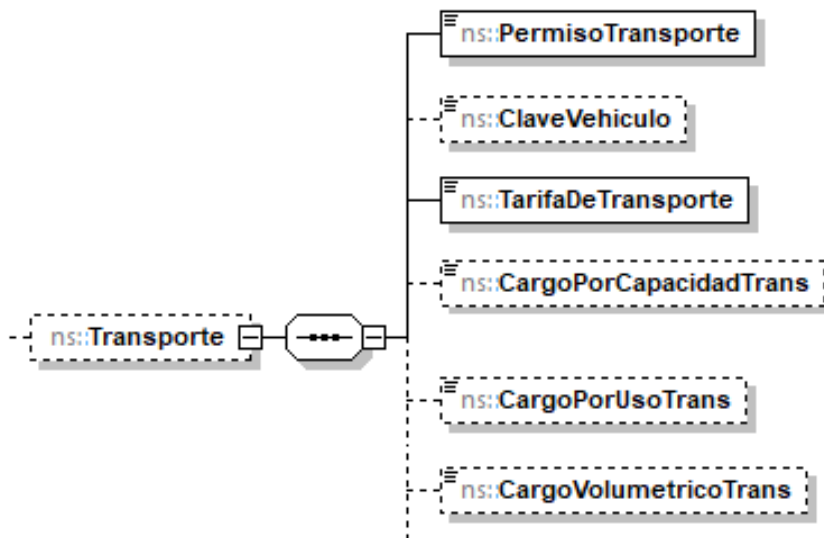 ns::PermisoTransporte
ns::ClaveVehiculo
ns::TarifaDeTransporte
ns::CargoPorCapacidadTrans
ns::Transporte
ns::CargoPorUsoTrans
ns::CargoVolumetricoTrans